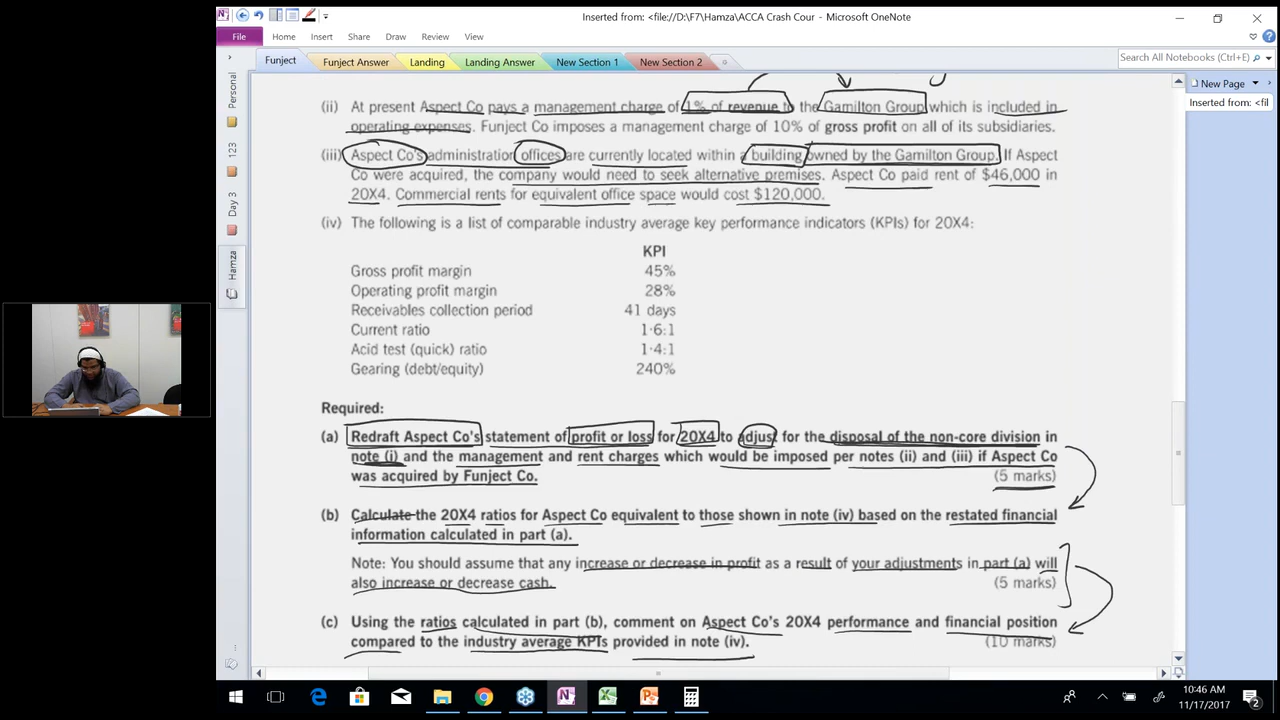 Inserted from: <file://D:\F7\Hamza\ACCA Crash Cour - Microsoft OneNote
File Home Insert Share Draw Review View
Funject Funject Answer Landing Landing Answer New Section 1 New Section 2
Search All Notebooks (Ctrl+E)
New Page
Inserted from: <fil
Personal
123
Day 3
Hamza
(ii) At present Aspect Co pays a management charge of 1% of revenue to the Gamilton Group which is included in
operating expenses. Funject Co imposes a management charge of 10% of gross profit on all of its subsidiaries.
(iii) Aspect Co's administration offices are currently located within a building owned by the Gamilton Group. If Aspect
Co were acquired, the company would need to seek alternative premises. Aspect Co paid rent of $46,000 in
20X4. Commercial rents for equivalent office space would cost $120,000.
(iv) The following is a list of comparable industry average key performance indicators (KPIs) for 20X4:
KPI
Gross profit margin 45%
Operating profit margin 28%
Receivables collection period 41 days
Current ratio 1·6:1
Acid test (quick) ratio 1·4:1
Gearing (debt/equity) 240%
Required:
(a) Redraft Aspect Co's statement of profit or loss for 20X4 to adjust for the disposal of the non-core division in
note (i) and the management and rent charges which would be imposed per notes (ii) and (iii) if Aspect Co
was acquired by Funject Co. (5 marks)
(b) Calculate the 20X4 ratios for Aspect Co equivalent to those shown in note (iv) based on the restated financial
information calculated in part (a).
Note: You should assume that any increase or decrease in profit as a result of your adjustments in part (a) will
also increase or decrease cash. (5 marks)
(c) Using the ratios calculated in part (b), comment on Aspect Co's 20X4 performance and financial position
compared to the industry average KPIs provided in note (iv). (10 marks)
10:46 AM
11/17/2017
2